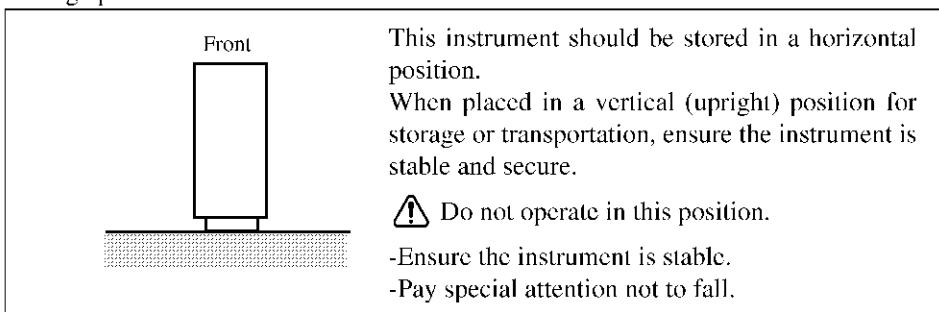 Front
This instrument should be stored in a horizontal
position.
When placed in a vertical (upright) position for
storage or transportation, ensure the instrument is
stable and secure.
Do not operate in this position.
-Ensure the instrument is stable.
-Pay special attention not to fall.